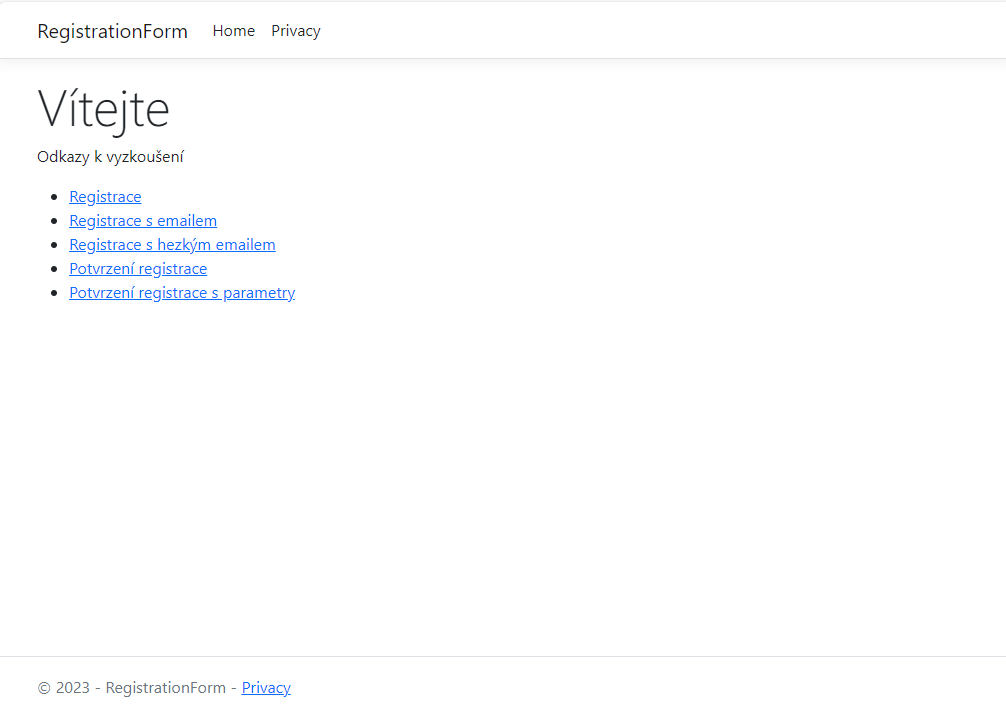 RegistrationForm Home Privacy
Vítejte
Odkazy k vyzkoušení
Registrace
Registrace s emailem
Registrace s hezkým emailem
Potvrzení registrace
Potvrzení registrace s parametry
© 2023 - RegistrationForm - Privacy